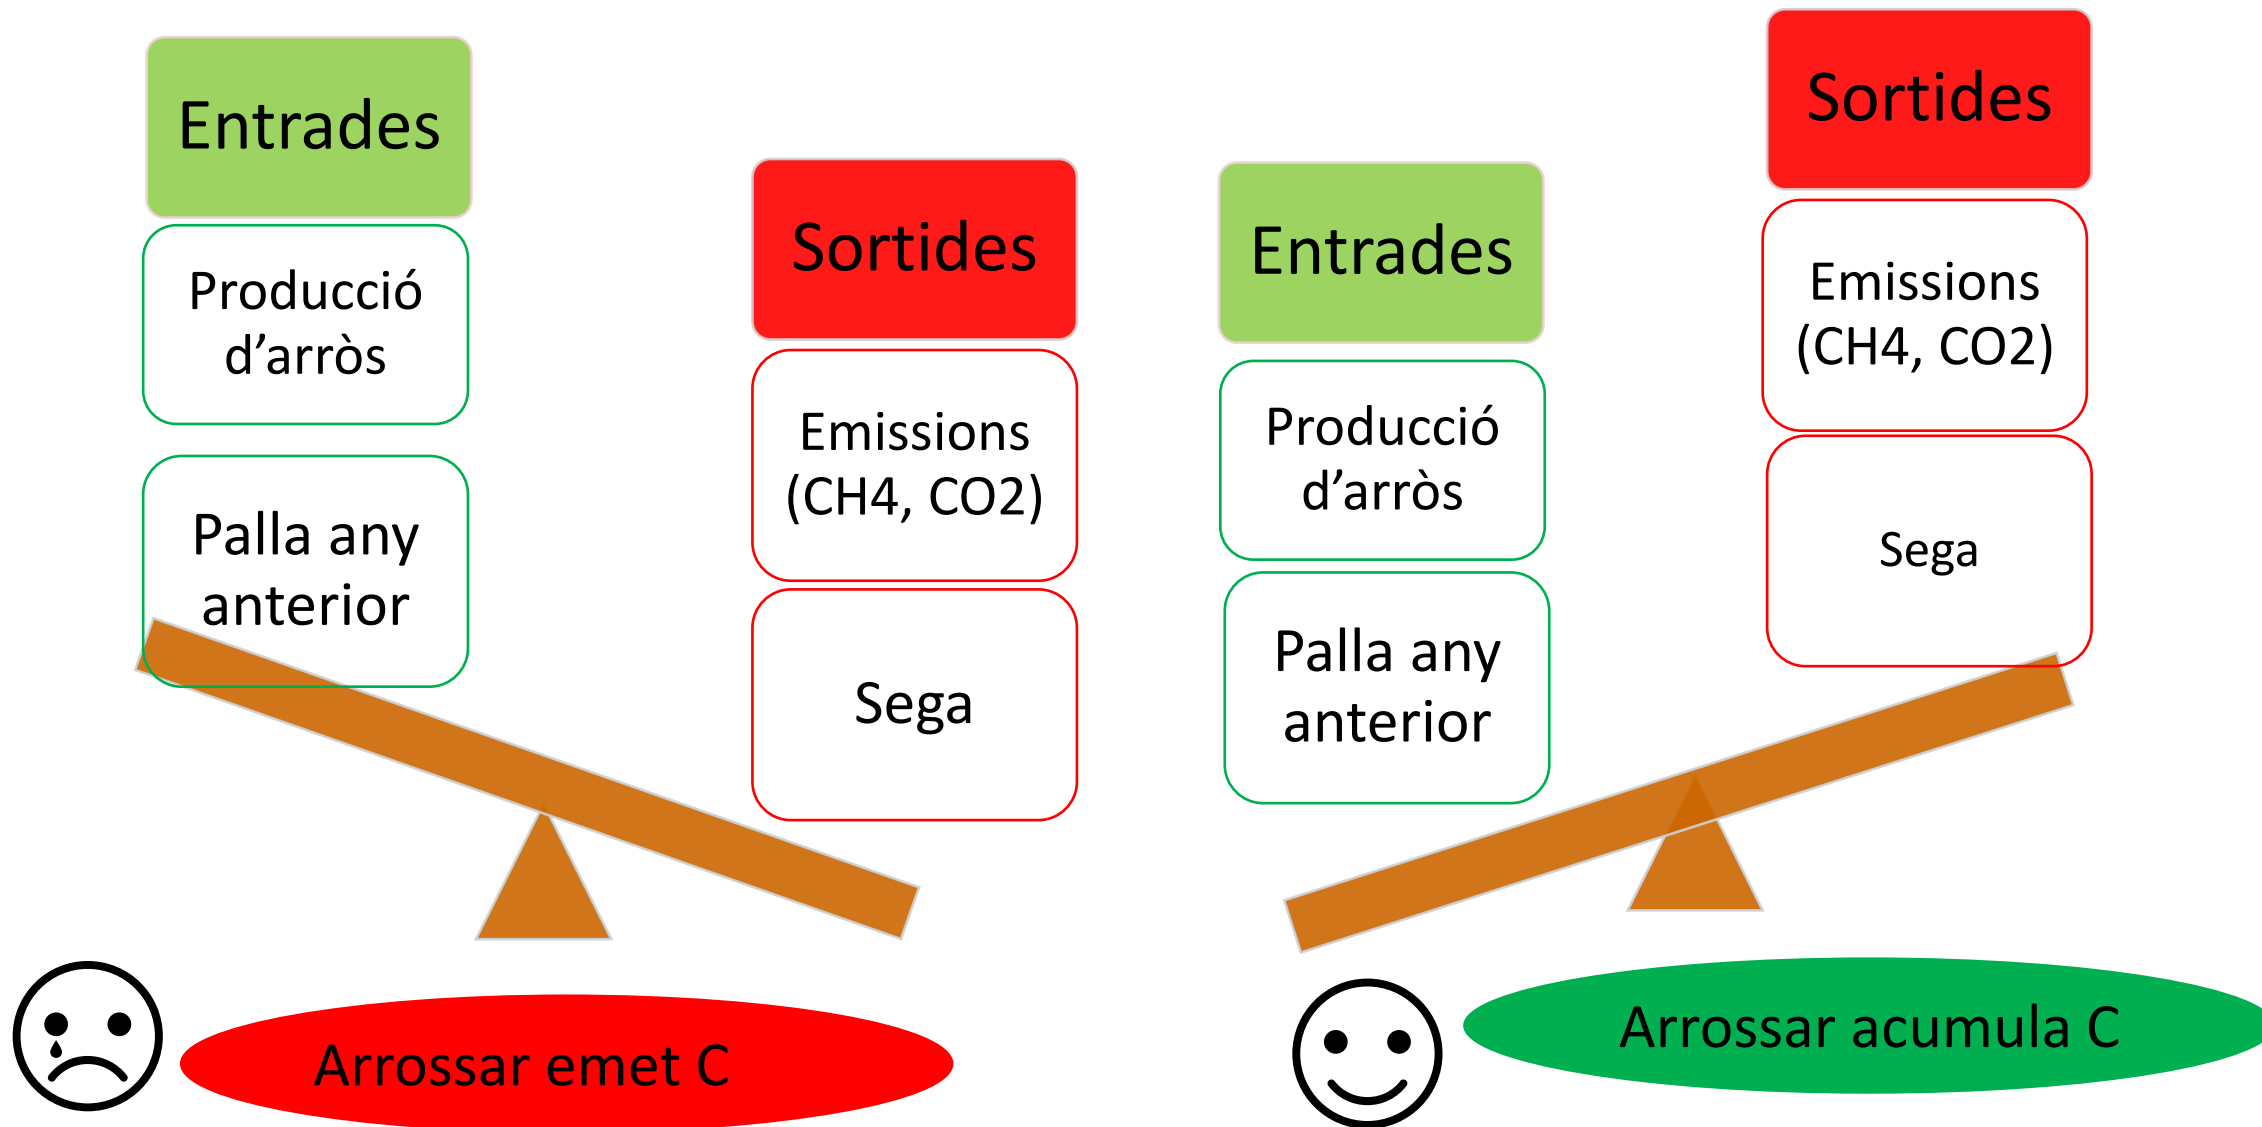 Entrades
Producció
d’arròs
Palla any
anterior
Sortides
Emissions
(CH4, CO2)
Sega
Arrossar emet C
Entrades
Producció
d’arròs
Palla any
anterior
Sortides
Emissions
(CH4, CO2)
Sega
Arrossar acumula C